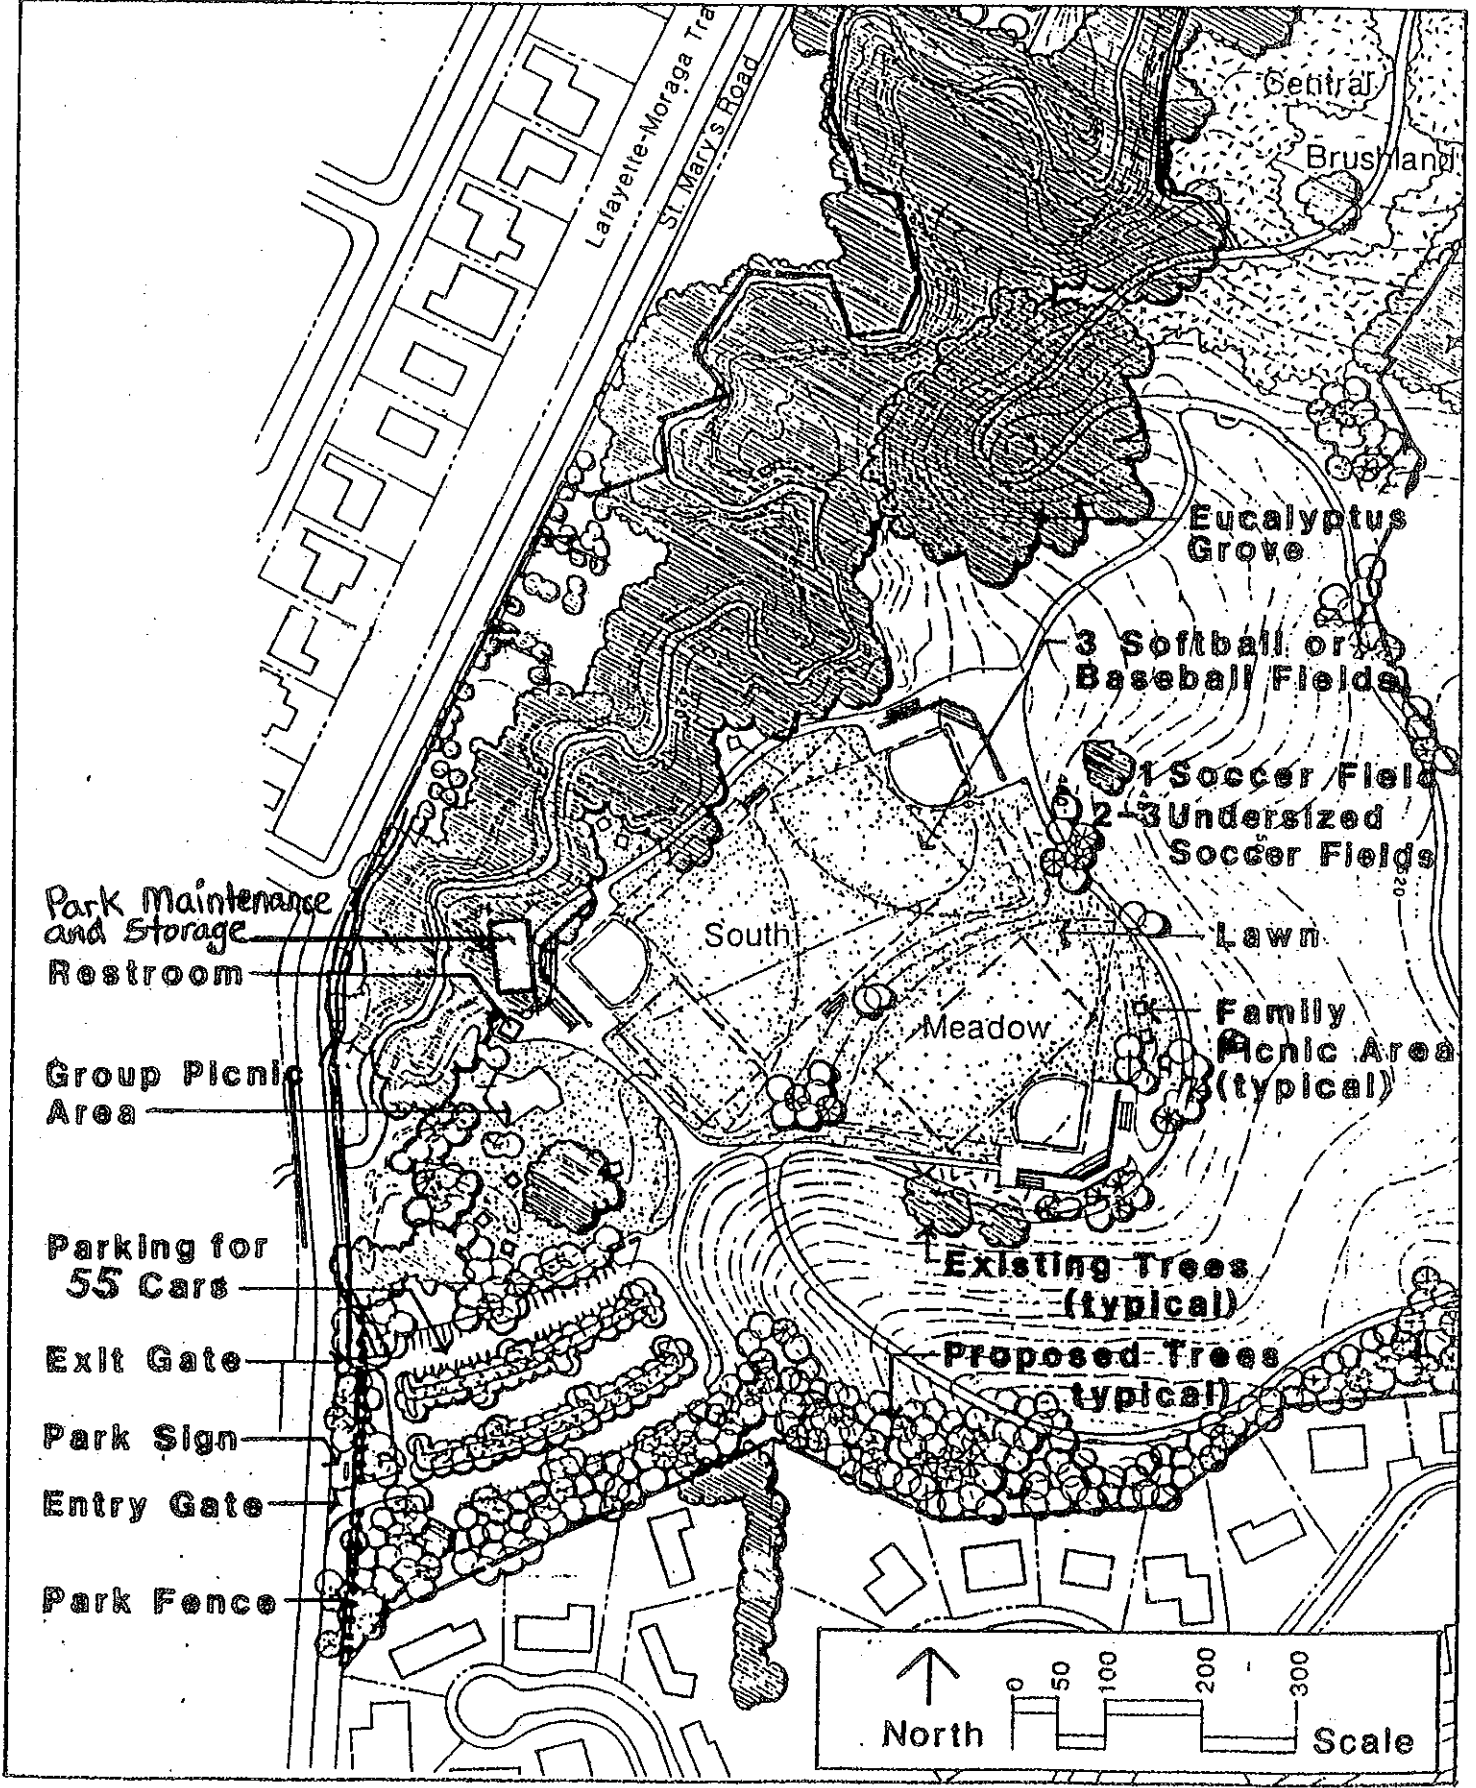 Lafayette-Moraga Tra
St. Mary's Road
Central
Brushland
Eucalyptus
Grove
3 Softball or
Baseball Fields
1 Soccer Field
2-3 Undersized
Soccer Fields
520
Park Maintenance
and Storage
Restroom
South
Meadow
Lawn
Family
Picnic Area
(typical)
Group Picnic
Area
Parking for
55 Cars
Existing Trees
(typical)
Exit Gate
Proposed Trees
typical)
Park Sign
Entry Gate
Park Fence
North
0 50 100 200 300
Scale